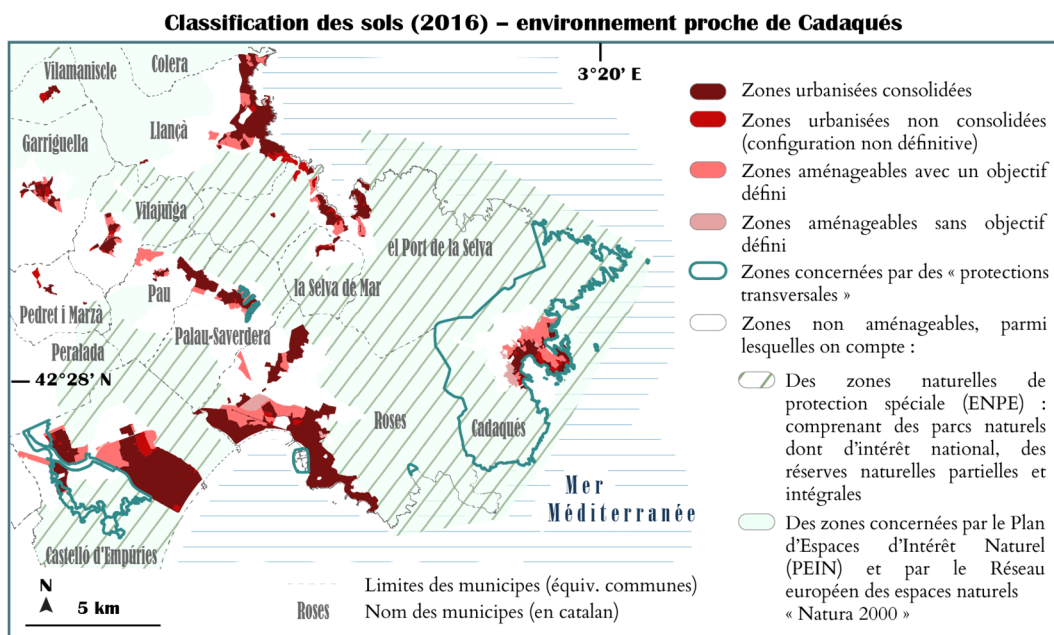 Classification des sols (2016) – environnement proche de Cadaqués
3°20' E
Vilamaniscle
Colera
Garriguella
Llançà
Vilajuïga
el Port de la Selva
la Selva de Mar
Pau
Pedret i Marzà
Palau-Saverdera
Peralada
42°28' N
Roses
Cadaqués
Mer
Méditerranée
Castelló d'Empúries
N
5 km
Limites des municipes (équiv. communes)
Roses
Nom des municipes (en catalan)
Zones urbanisées consolidées
Zones urbanisées non consolidées
(configuration non définitive)
Zones aménageables avec un objectif
défini
Zones aménageables sans objectif
défini
Zones concernées par des « protections
transversales »
Zones non aménageables, parmi
lesquelles on compte :
Des zones naturelles de
protection spéciale (ENPE) :
comprenant des parcs naturels
dont d'intérêt national, des
réserves naturelles partielles et
intégrales
Des zones concernées par le Plan
d'Espaces d'Intérêt Naturel
(PEIN) et par le Réseau
européen des espaces naturels
« Natura 2000 »